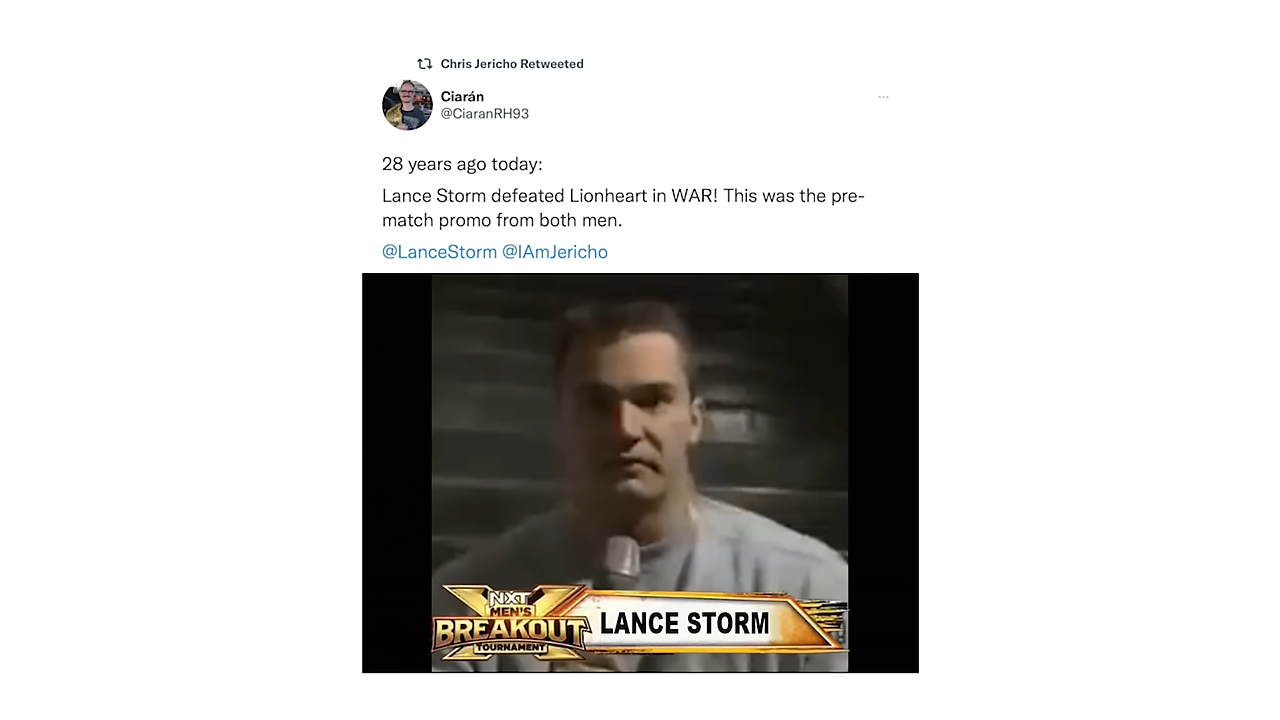 Chris Jericho Retweeted
Ciarán
@CiaranRH93
28 years ago today:
Lance Storm defeated Lionheart in WAR! This was the pre-
match promo from both men.
@LanceStorm @IAmJericho
NXT
MEN'S
BREAKOUT
TOURNAMENT
LANCE STORM